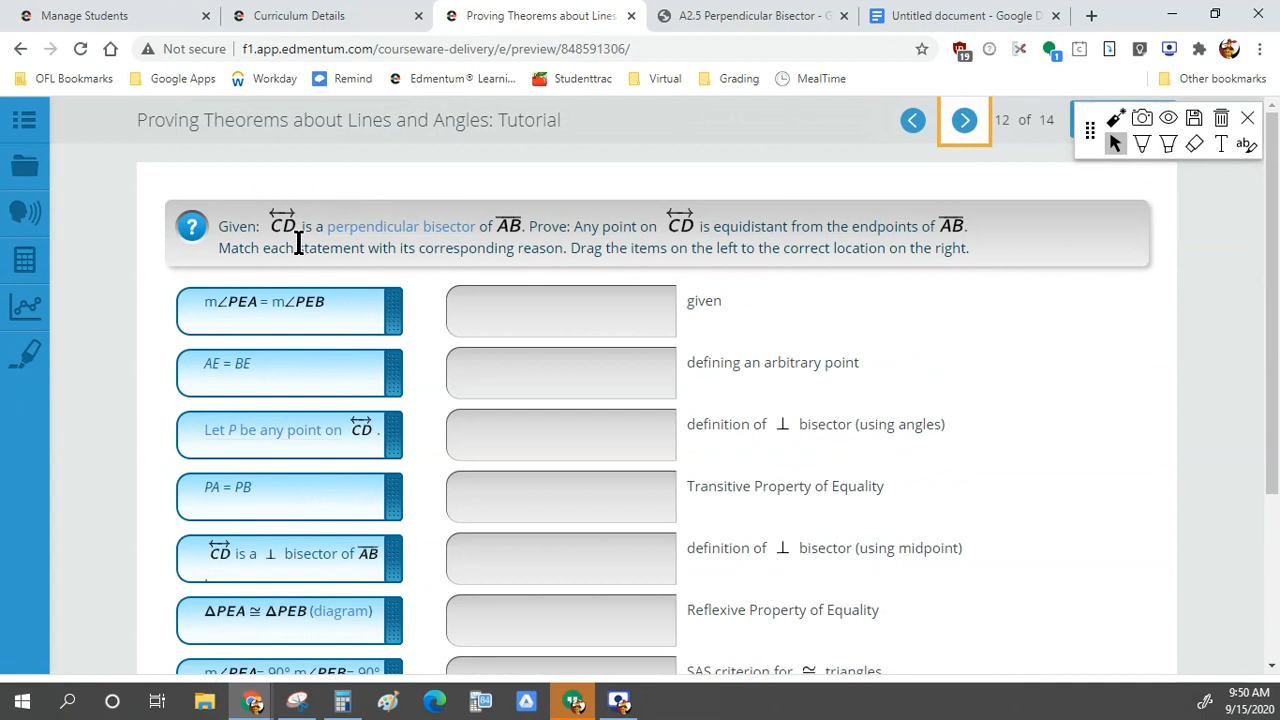 Manage Students
Curriculum Details
Proving Theorems about Lines
A2.5 Perpendicular Bisector - G
Untitled document - Google D
Not secure f1.app.edmentum.com/courseware-delivery/e/preview/848591306/
19
1
OFL Bookmarks Google Apps Workday Remind Edmentum® Learni... Studenttrac Virtual Grading MealTime Other bookmarks
Proving Theorems about Lines and Angles: Tutorial
12 of 14
Given CD is a perpendicular bisector of AB. Prove: Any point on CD is equidistant from the endpoints of AB.
Match each statement with its corresponding reason. Drag the items on the left to the correct location on the right.
m∠PEA = m∠PEB
given
AE = BE
defining an arbitrary point
Let P be any point on CD.
definition of ⊥ bisector (using angles)
PA = PB
Transitive Property of Equality
CD is a ⊥ bisector of AB
definition of ⊥ bisector (using midpoint)
ΔPEA ≅ ΔPEB (diagram)
Reflexive Property of Equality
m∠PEA= 90° m∠PEB= 90°
SAS criterion for ≅ triangles
9:50 AM
9/15/2020